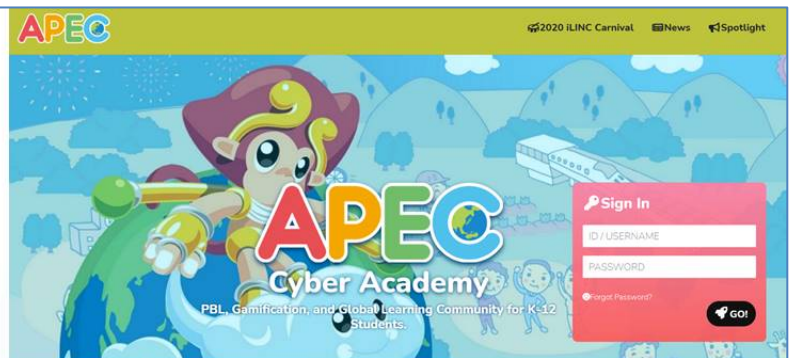 APEC
2020 iLINC Carnival News Spotlight
APEC
Cyber Academy
PBL, Gamification, and Global Learning Community for K-12
Students.
Sign In
ID / USERNAME
PASSWORD
Forgot Password?
GO!